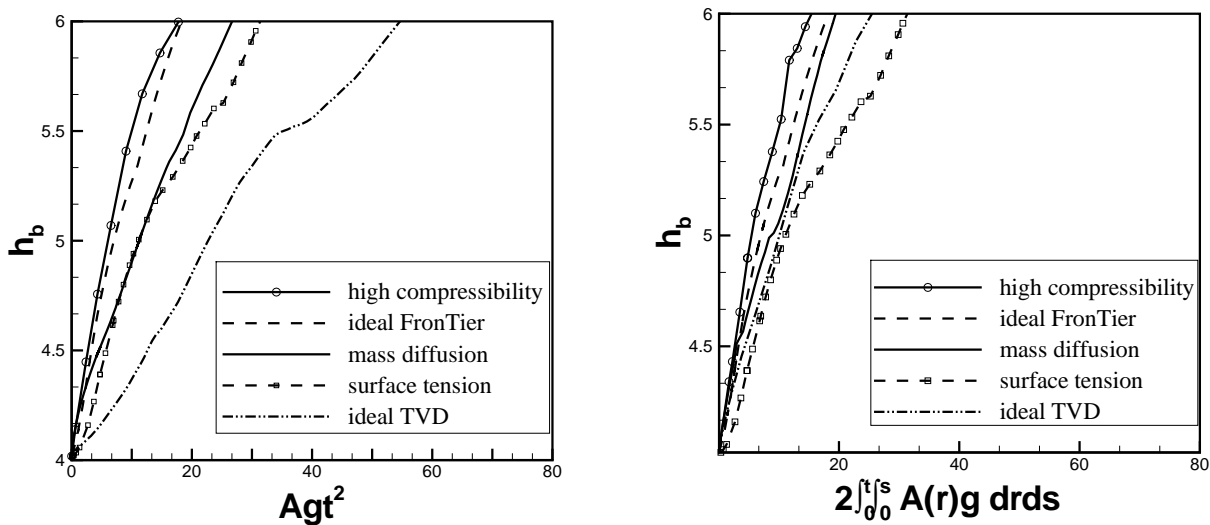 6
5.5
5
4.5
4
h_b
0
20
40
60
80
Agt²
high compressibility
ideal FronTier
mass diffusion
surface tension
ideal TVD
6
5.5
5
4.5
h_b
0
20
40
60
80
2∫₀ᵗ∫₀ˢ A(r)g drds
high compressibility
ideal FronTier
mass diffusion
surface tension
ideal TVD